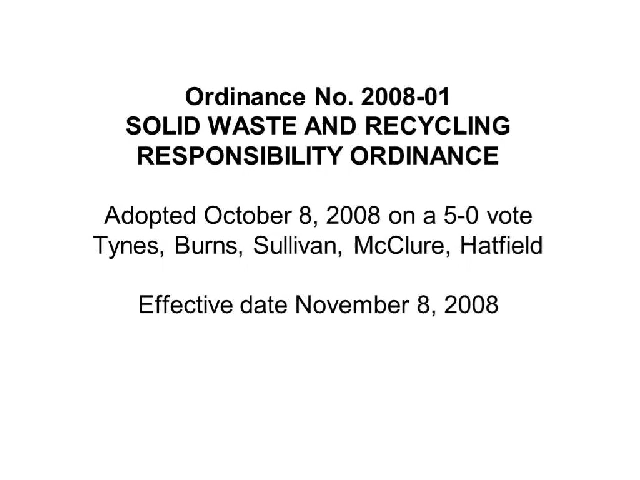 Ordinance No. 2008-01
SOLID WASTE AND RECYCLING
RESPONSIBILITY ORDINANCE
Adopted October 8, 2008 on a 5-0 vote
Tynes, Burns, Sullivan, McClure, Hatfield
Effective date November 8, 2008